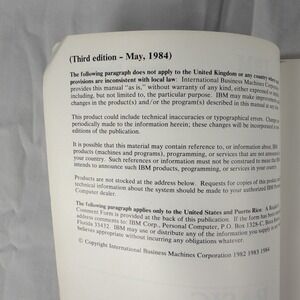 (Third edition - May, 1984)
The following paragraph does not apply to the United Kingdom or any country where such
provisions are inconsistent with local law: International Business Machines Corporation
provides this manual "as is," without warranty of any kind, either expressed or implied,
including, but not limited to, the particular purpose. IBM may make improvements
changes in the product(s) and/or the program(s) described in this manual at any time.
This product could include technical inaccuracies or typographical errors. Changes are
periodically made to the information herein; these changes will be incorporated in new
editions of the publication.
It is possible that this material may contain reference to, or information about, IBM
products (machines and programs), programming, or services that are not announced in
your country. Such references or information must not be construed to mean that IBM
intends to announce such IBM products, programming, or services in your country.
Products are not stocked at the address below. Requests for copies of this product and
technical information about the system should be made to your authorized IBM Personal
Computer dealer.
The following paragraph applies only to the United States and Puerto Rico: A Reader's
Comment Form is provided at the back of this publication. If the form has been removed
address comments to: IBM Corp., Personal Computer, P.O. Box 1328-C, Boca Raton,
Florida 33432. IBM may use or distribute any of the information you supply in any
believes appropriate without incurring any obligations whatever.
© Copyright International Business Machines Corporation 1982 1983 1984